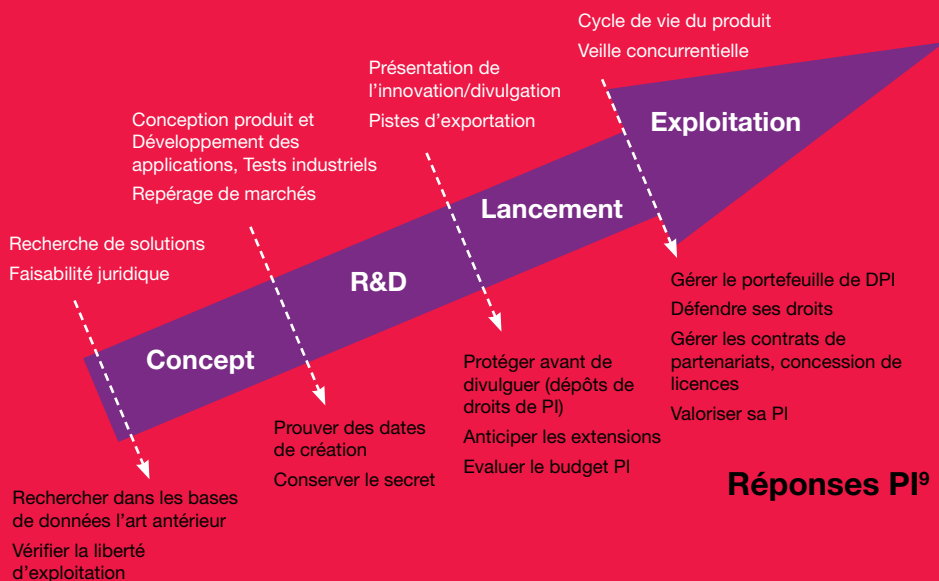 Cycle de vie du produit
Veille concurrentielle
Présentation de
l'innovation/divulgation
Pistes d'exportation
Conception produit et
Développement des
applications, Tests industriels
Repérage de marchés
Recherche de solutions
Faisabilité juridique
Concept
R&D
Lancement
Exploitation
Rechercher dans les bases
de données l'art antérieur
Vérifier la liberté
d'exploitation
Prouver des dates
de création
Conserver le secret
Protéger avant de
divulguer (dépôts de
droits de PI)
Anticiper les extensions
Evaluer le budget PI
Gérer le portefeuille de DPI
Défendre ses droits
Gérer les contrats de
partenariats, concession de
licences
Valoriser sa PI
Réponses PI⁹